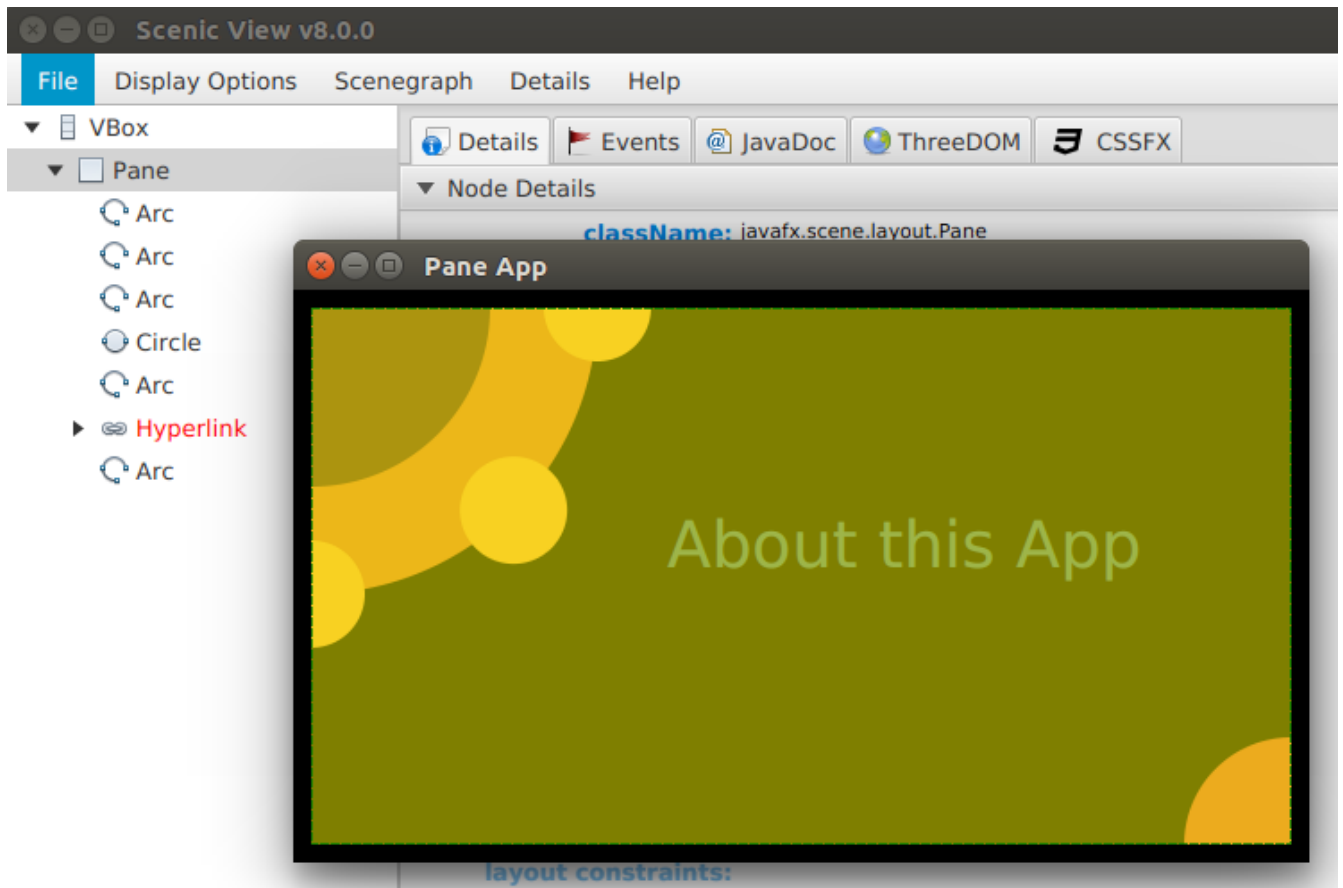 Scenic View v8.0.0
File Display Options Scenegraph Details Help
VBox
Pane
Arc
Arc
Arc
Circle
Arc
Hyperlink
Arc
Details Events JavaDoc ThreeDOM CSSFX
Node Details
className: javafx.scene.layout.Pane
Pane App
About this App
layout constraints: